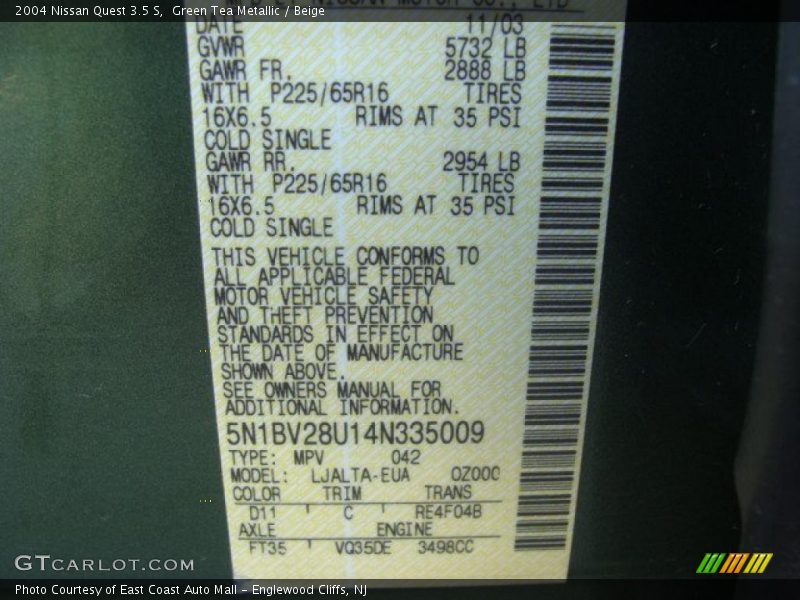 2004 Nissan Quest 3.5 S,  Green Tea Metallic / Beige
NISSAN MOTOR CO., LTD
DATE 11/03
GVWR 5732 LB
GAWR FR. 2888 LB
WITH P225/65R16 TIRES
16X6.5 RIMS AT 35 PSI
COLD SINGLE
GAWR RR. 2954 LB
WITH P225/65R16 TIRES
16X6.5 RIMS AT 35 PSI
COLD SINGLE
THIS VEHICLE CONFORMS TO
ALL APPLICABLE FEDERAL
MOTOR VEHICLE SAFETY
AND THEFT PREVENTION
STANDARDS IN EFFECT ON
THE DATE OF MANUFACTURE
SHOWN ABOVE.
SEE OWNERS MANUAL FOR
ADDITIONAL INFORMATION.
5N1BV28U14N335009
TYPE: MPV 042
MODEL: LJALTA-EUA 0Z000
COLOR TRIM TRANS
D11 C RE4F04B
AXLE ENGINE
FT35 VQ35DE 3498CC
GTCARLOT.COM
Photo Courtesy of East Coast Auto Mall - Englewood Cliffs, NJ